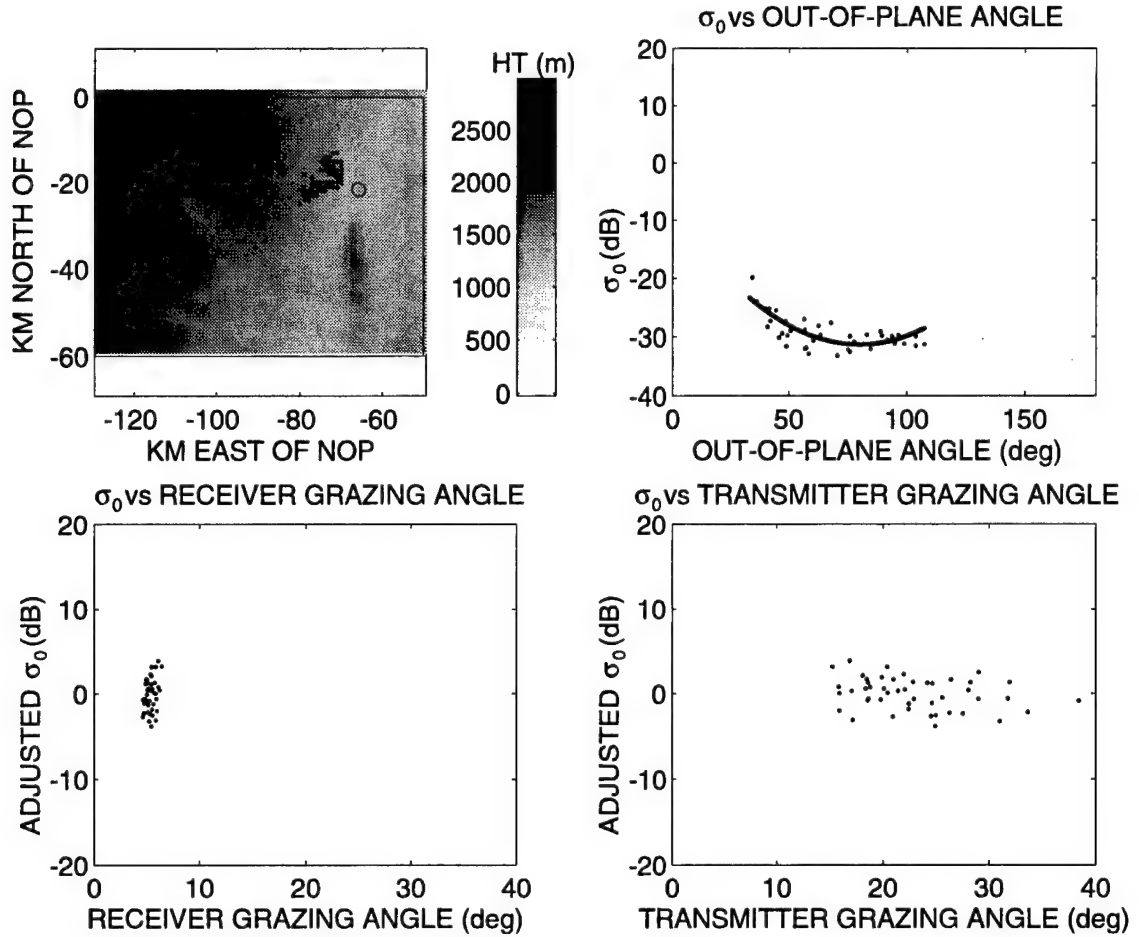 HT (m)
KM NORTH OF NOP
0
-20
-40
-60
2500
2000
1500
1000
500
0
-120 -100 -80 -60
KM EAST OF NOP
σ₀ vs OUT-OF-PLANE ANGLE
σ₀ (dB)
20
10
0
-10
-20
-30
-40
0 50 100 150
OUT-OF-PLANE ANGLE (deg)
σ₀ vs RECEIVER GRAZING ANGLE
ADJUSTED σ₀ (dB)
20
10
0
-10
-20
0 10 20 30 40
RECEIVER GRAZING ANGLE (deg)
σ₀ vs TRANSMITTER GRAZING ANGLE
ADJUSTED σ₀ (dB)
20
10
0
-10
-20
0 10 20 30 40
TRANSMITTER GRAZING ANGLE (deg)